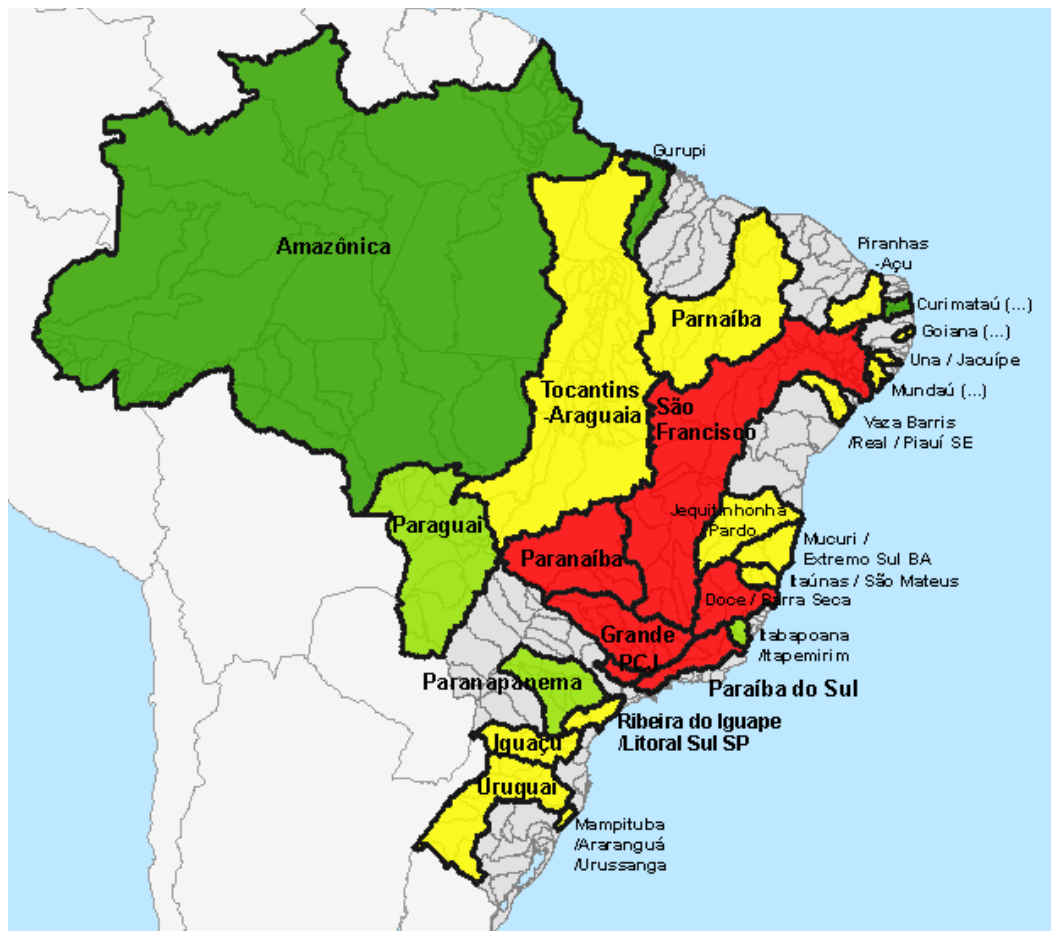 Gurupi
Amazônica
Piranhas
-Açu
Curimataú (...)
Parnaíba
Goiana (...)
Una / Jacuípe
Tocantins
-Araguaia
Mundaú (...)
São
Francisco
Vaza Barris
/Real / Piauí SE
Paraguai
Jequitinhonha
Pardo
Mucuri /
Extremo Sul BA
Paranaíba
Itaúnas / São Mateus
Doce / Barra Seca
Grande
Itabapoana
/Itapemirim
PCJ
Paranapanema
Paraíba do Sul
Ribeira do Iguape
/Litoral Sul SP
Iguaçu
Uruguai
Mampituba
/Araranguá
/Urussanga